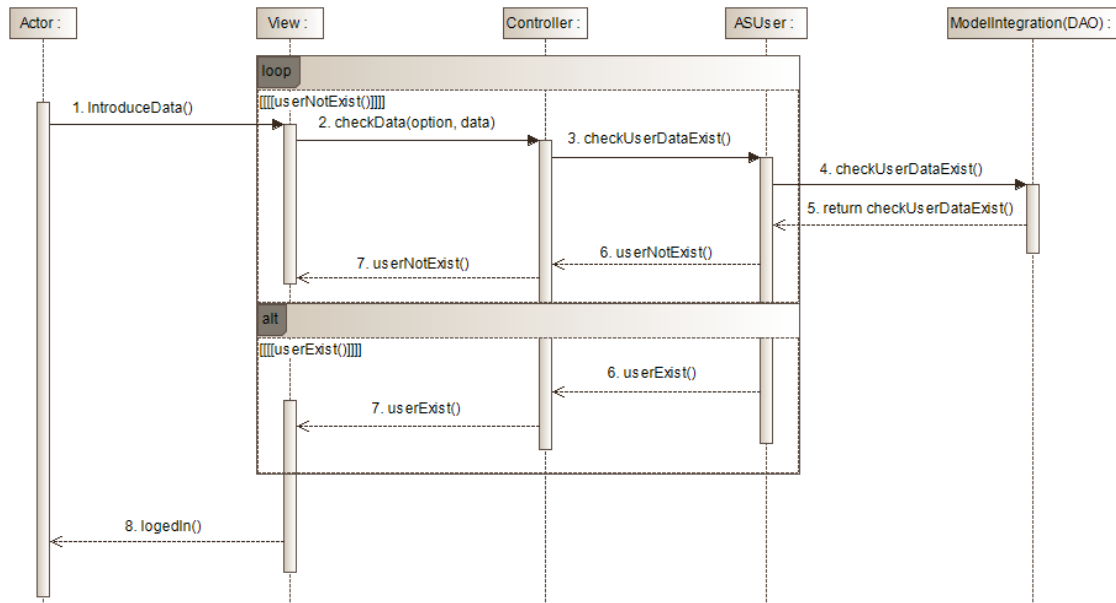 Actor :
View :
Controller :
ASUser :
ModelIntegration(DAO) :
loop
[[[[userNotExist()]]]]
1. IntroduceData()
2. checkData(option, data)
3. checkUserDataExist()
4. checkUserDataExist()
5. return checkUserDataExist()
6. userNotExist()
7. userNotExist()
alt
[[[[userExist()]]]]
6. userExist()
7. userExist()
8. logedIn()